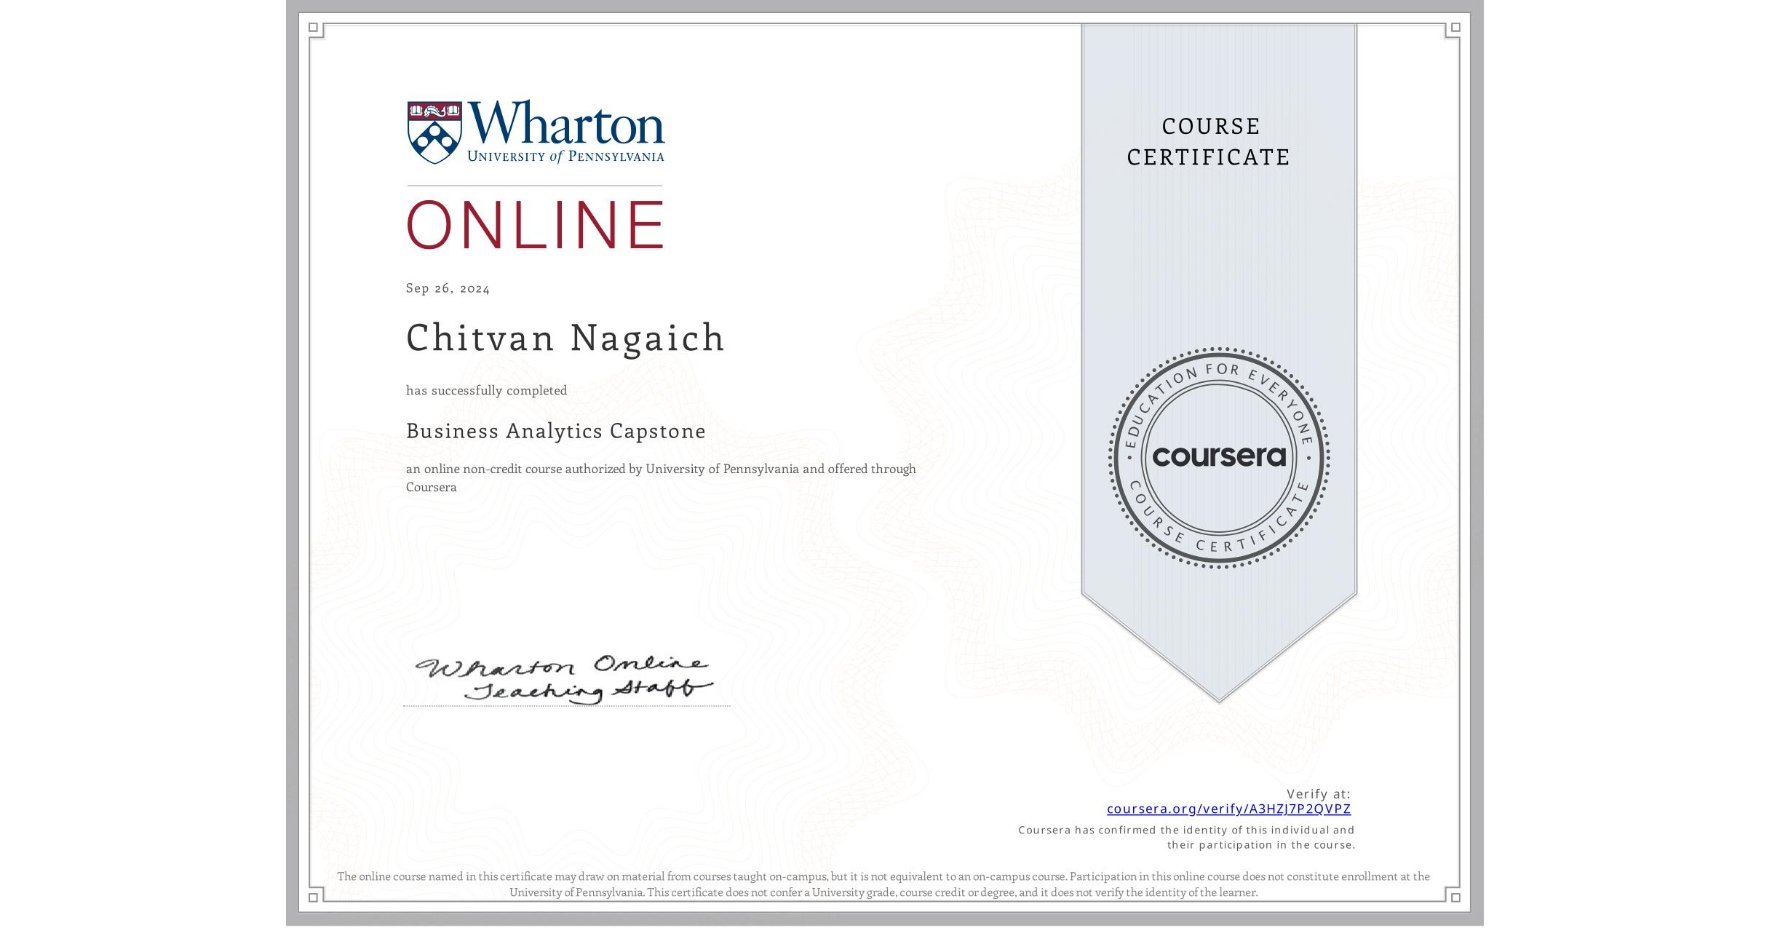 Wharton
UNIVERSITY of PENNSYLVANIA
ONLINE
Sep 26, 2024
Chitvan Nagaich
has successfully completed
Business Analytics Capstone
an online non-credit course authorized by University of Pennsylvania and offered through
Coursera
Wharton Online
Teaching Staff
COURSE
CERTIFICATE
EDUCATION FOR EVERYONE
coursera
COURSE CERTIFICATE
Verify at:
coursera.org/verify/A3HZJ7P2QVPZ
Coursera has confirmed the identity of this individual and
their participation in the course.
The online course named in this certificate may draw on material from courses taught on-campus, but it is not equivalent to an on-campus course. Participation in this online course does not constitute enrollment at the
University of Pennsylvania. This certificate does not confer a University grade, course credit or degree, and it does not verify the identity of the learner.